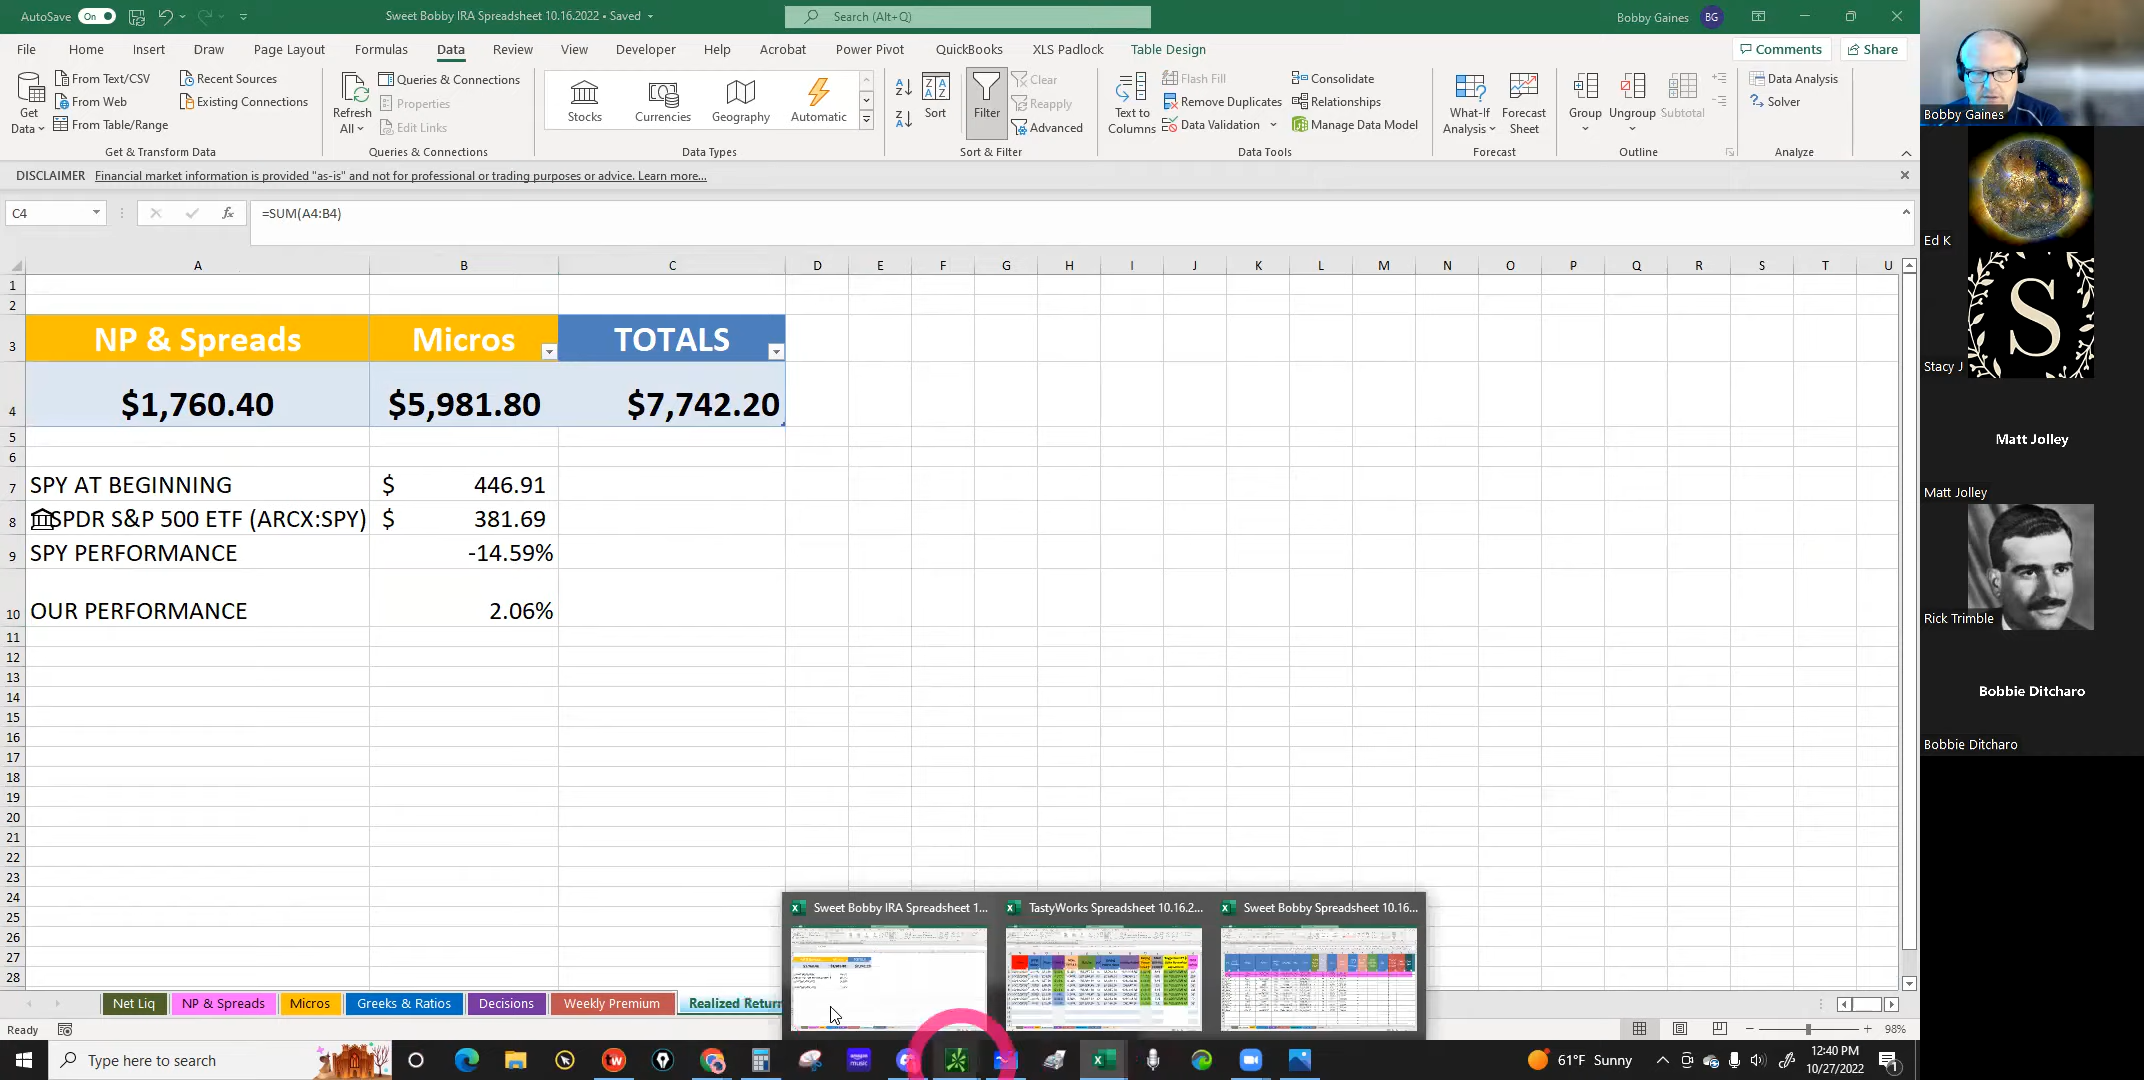 AutoSave On Sweet Bobby IRA Spreadsheet 10.16.2022 • Saved Search (Alt+Q) Bobby Gaines BG
File Home Insert Draw Page Layout Formulas Data Review View Developer Help Acrobat Power Pivot QuickBooks XLS Padlock Table Design Comments Share
Get Data
From Text/CSV
From Web
From Table/Range
Recent Sources
Existing Connections
Get & Transform Data
Refresh All
Queries & Connections
Properties
Edit Links
Queries & Connections
Stocks Currencies Geography Automatic
Data Types
Sort
Filter
Clear
Reapply
Advanced
Sort & Filter
Text to Columns
Flash Fill
Remove Duplicates
Data Validation
Consolidate
Relationships
Manage Data Model
Data Tools
What-If Analysis
Forecast Sheet
Forecast
Group Ungroup Subtotal
Outline
Data Analysis
Solver
Analyze
DISCLAIMER Financial market information is provided "as-is" and not for professional or trading purposes or advice. Learn more...
C4 fx =SUM(A4:B4)
A B C D E F G H I J K L M N O P Q R S T U
1
2
3 NP & Spreads Micros TOTALS
4 $1,760.40 $5,981.80 $7,742.20
5
6
7 SPY AT BEGINNING $ 446.91
8 SPDR S&P 500 ETF (ARCX:SPY) $ 381.69
9 SPY PERFORMANCE -14.59%
10 OUR PERFORMANCE 2.06%
11
12
13
14
15
16
17
18
19
20
21
22
23
24
25
26
27
28
Sweet Bobby IRA Spreadsheet 1... TastyWorks Spreadsheet 10.16.2... Sweet Bobby Spreadsheet 10.16...
Net Liq NP & Spreads Micros Greeks & Ratios Decisions Weekly Premium Realized Return
Ready 98%
Type here to search 61°F Sunny 12:40 PM
10/27/2022
Bobby Gaines
Ed K
S
Stacy J
Matt Jolley
Matt Jolley
Rick Trimble
Bobbie Ditcharo
Bobbie Ditcharo